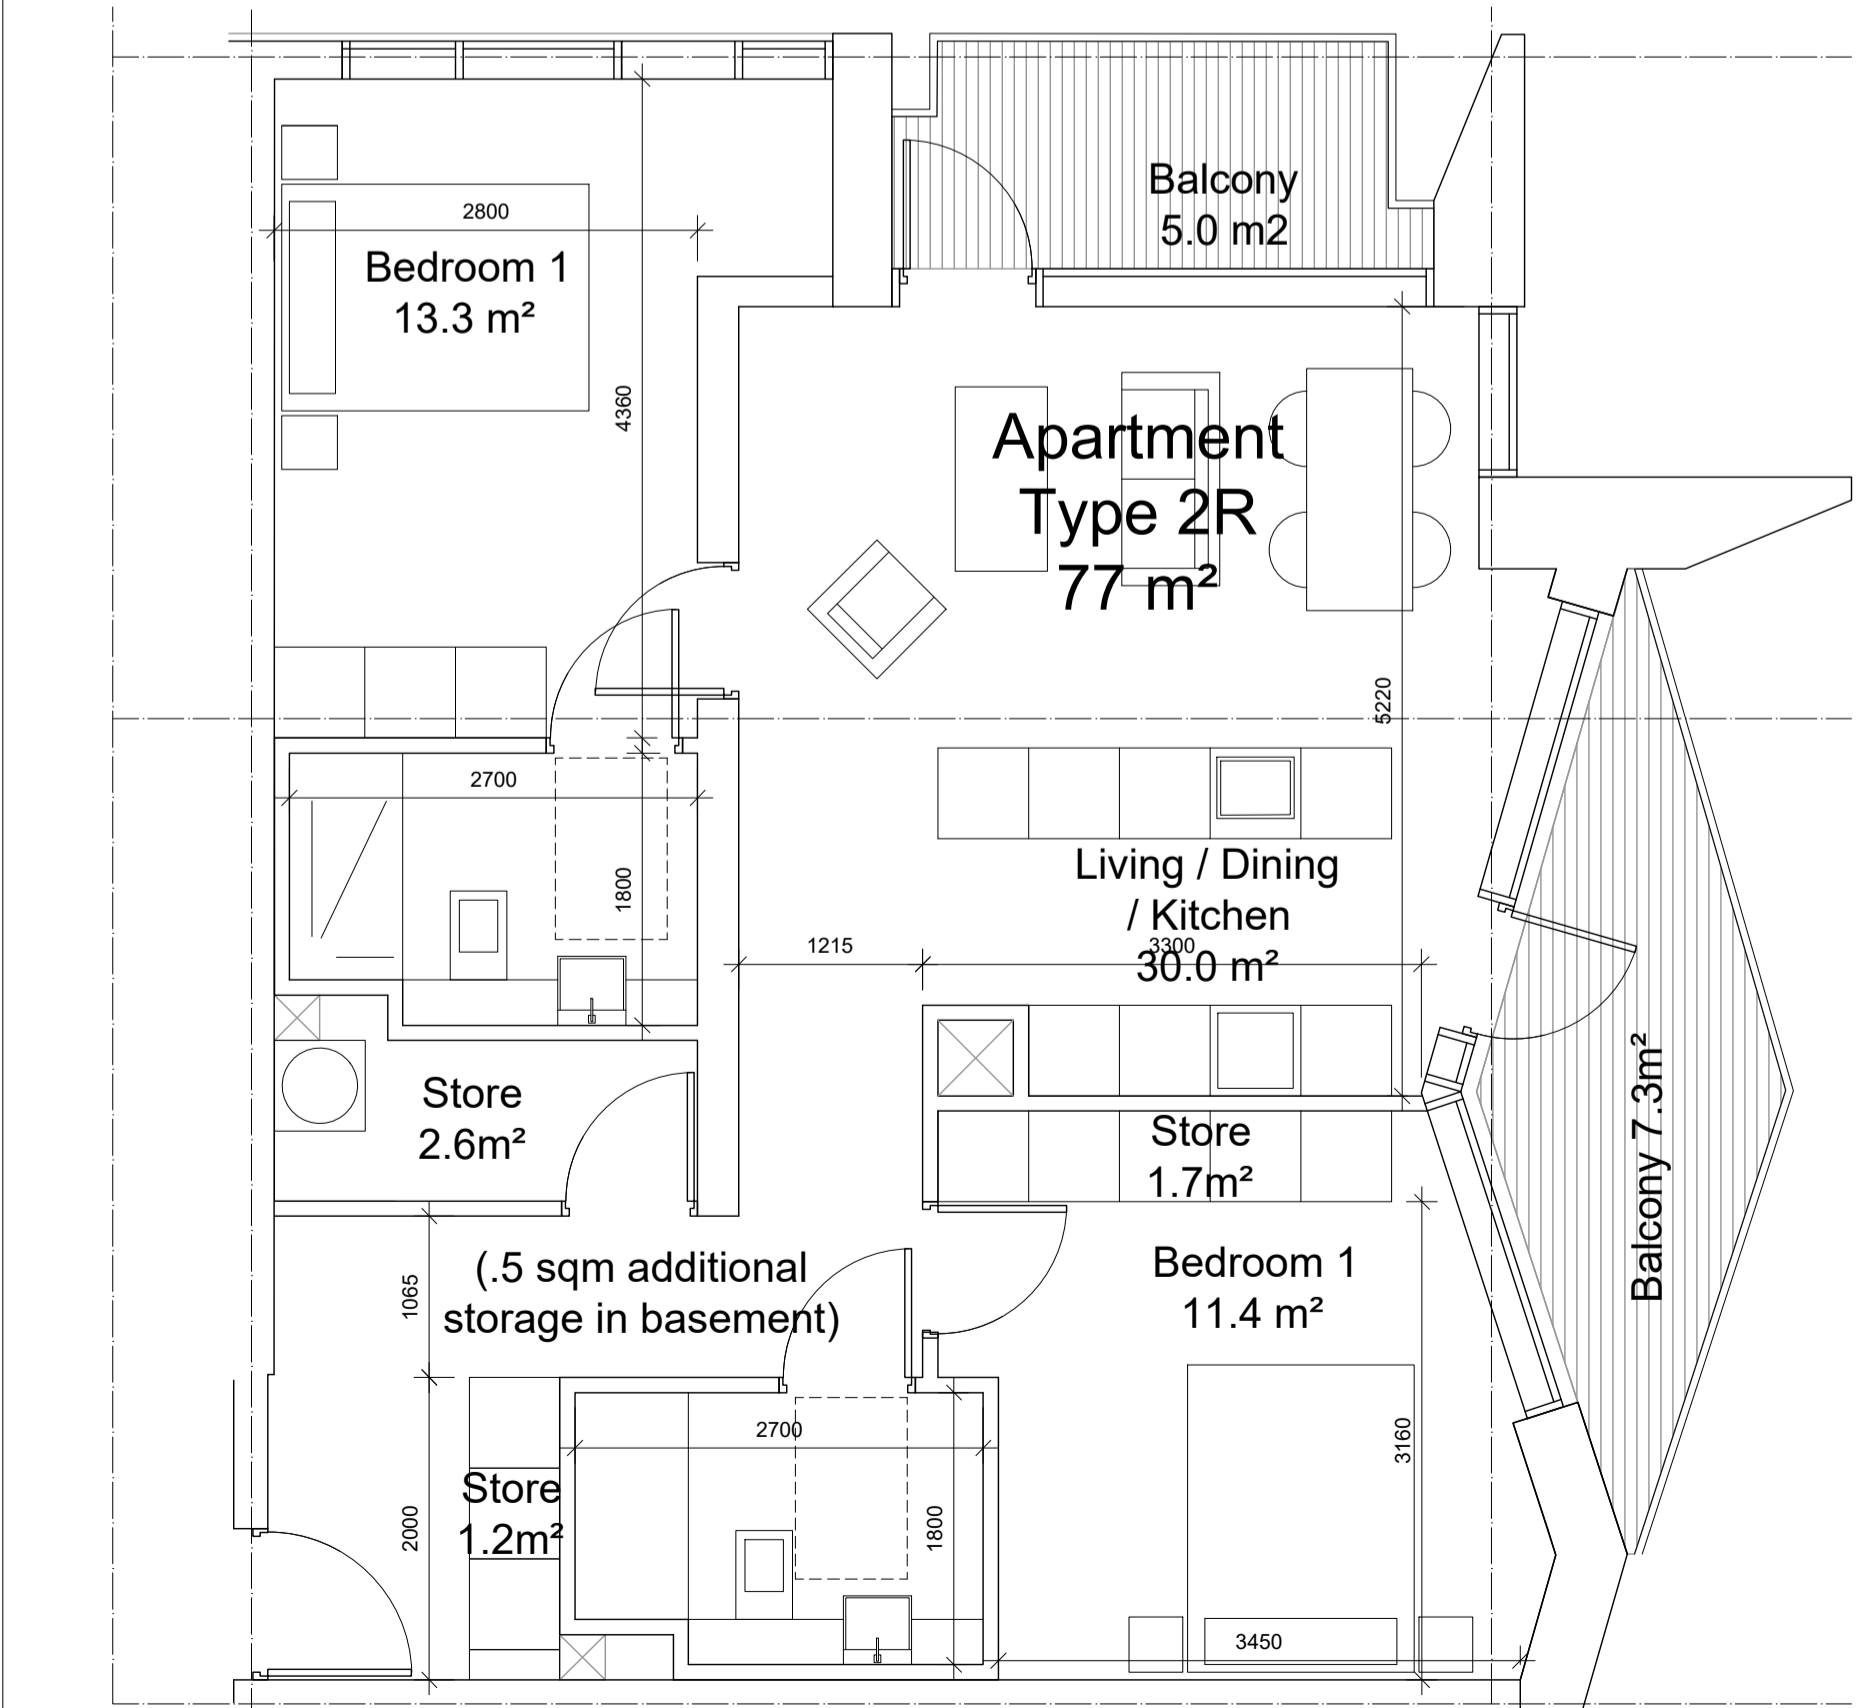 Balcony
5.0 m2
2800
Bedroom 1
13.3 m²
4360
Apartment
Type 2R
77 m²
5220
2700
1800
Living / Dining
/ Kitchen
30.0 m²
1215
3300
Store
2.6m²
Store
1.7m²
Balcony 7.3m²
(.5 sqm additional
storage in basement)
1065
Bedroom 1
11.4 m²
2700
3160
Store
1.2m²
2000
1800
3450